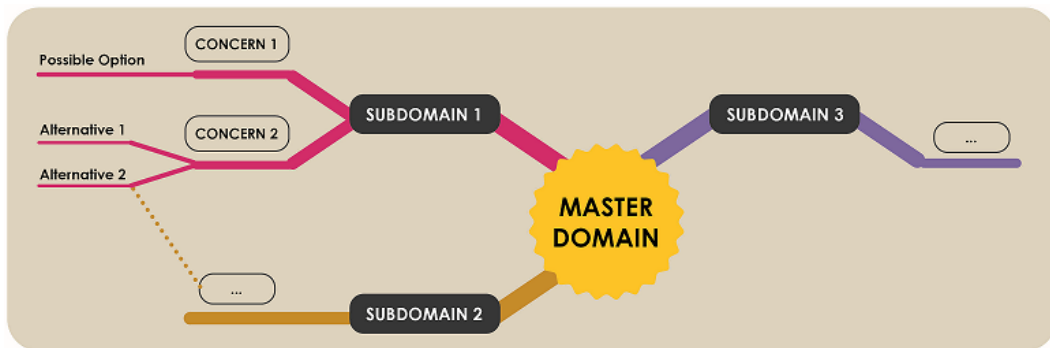 Possible Option
CONCERN 1
Alternative 1
CONCERN 2
Alternative 2
...
SUBDOMAIN 1
SUBDOMAIN 2
MASTER
DOMAIN
SUBDOMAIN 3
...